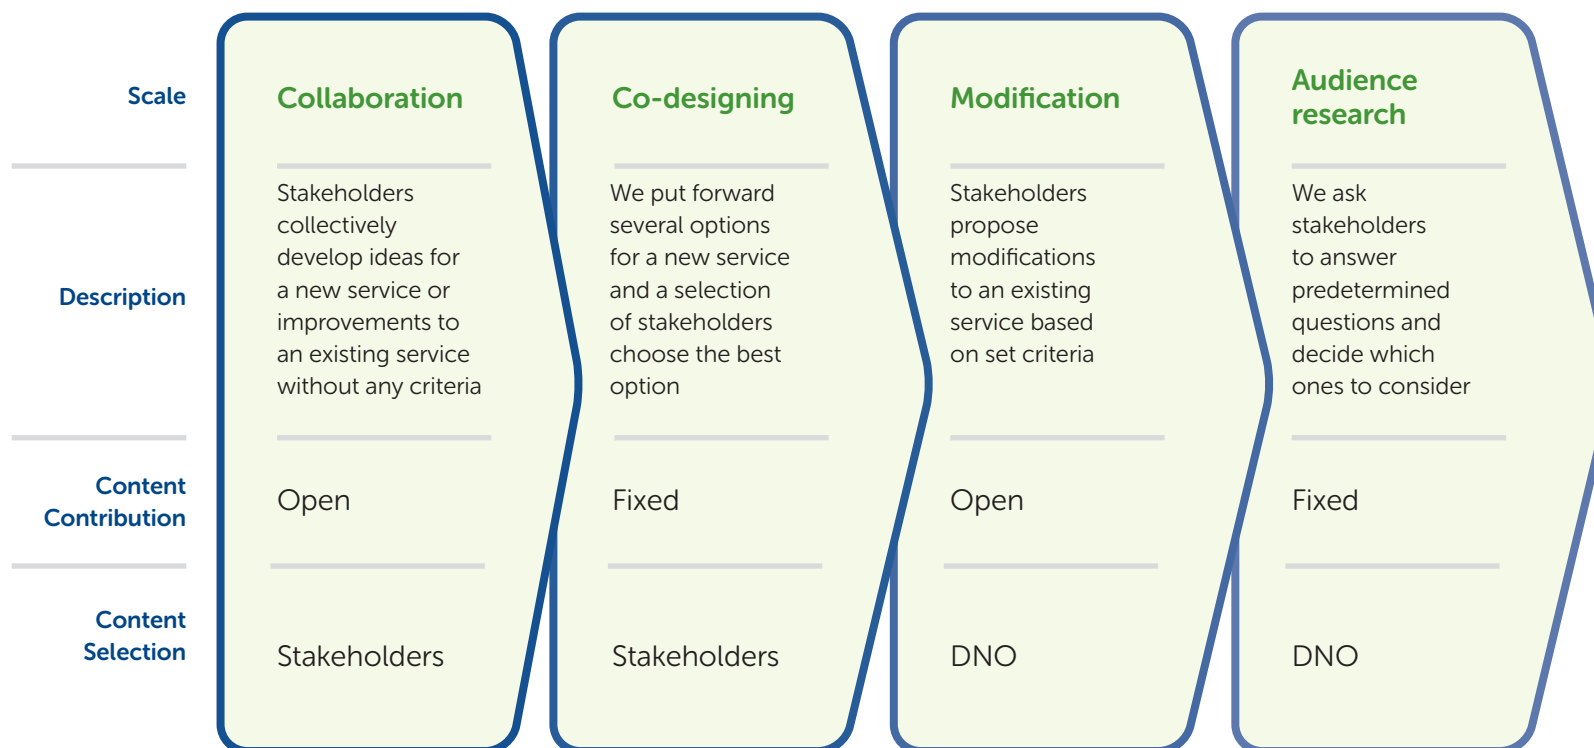 Scale
Collaboration
Co-designing
Modification
Audience
research
Description
Stakeholders
collectively
develop ideas for
a new service or
improvements to
an existing service
without any criteria
We put forward
several options
for a new service
and a selection
of stakeholders
choose the best
option
Stakeholders
propose
modifications
to an existing
service based
on set criteria
We ask
stakeholders
to answer
predetermined
questions and
decide which
ones to consider
Content
Contribution
Open
Fixed
Open
Fixed
Content
Selection
Stakeholders
Stakeholders
DNO
DNO